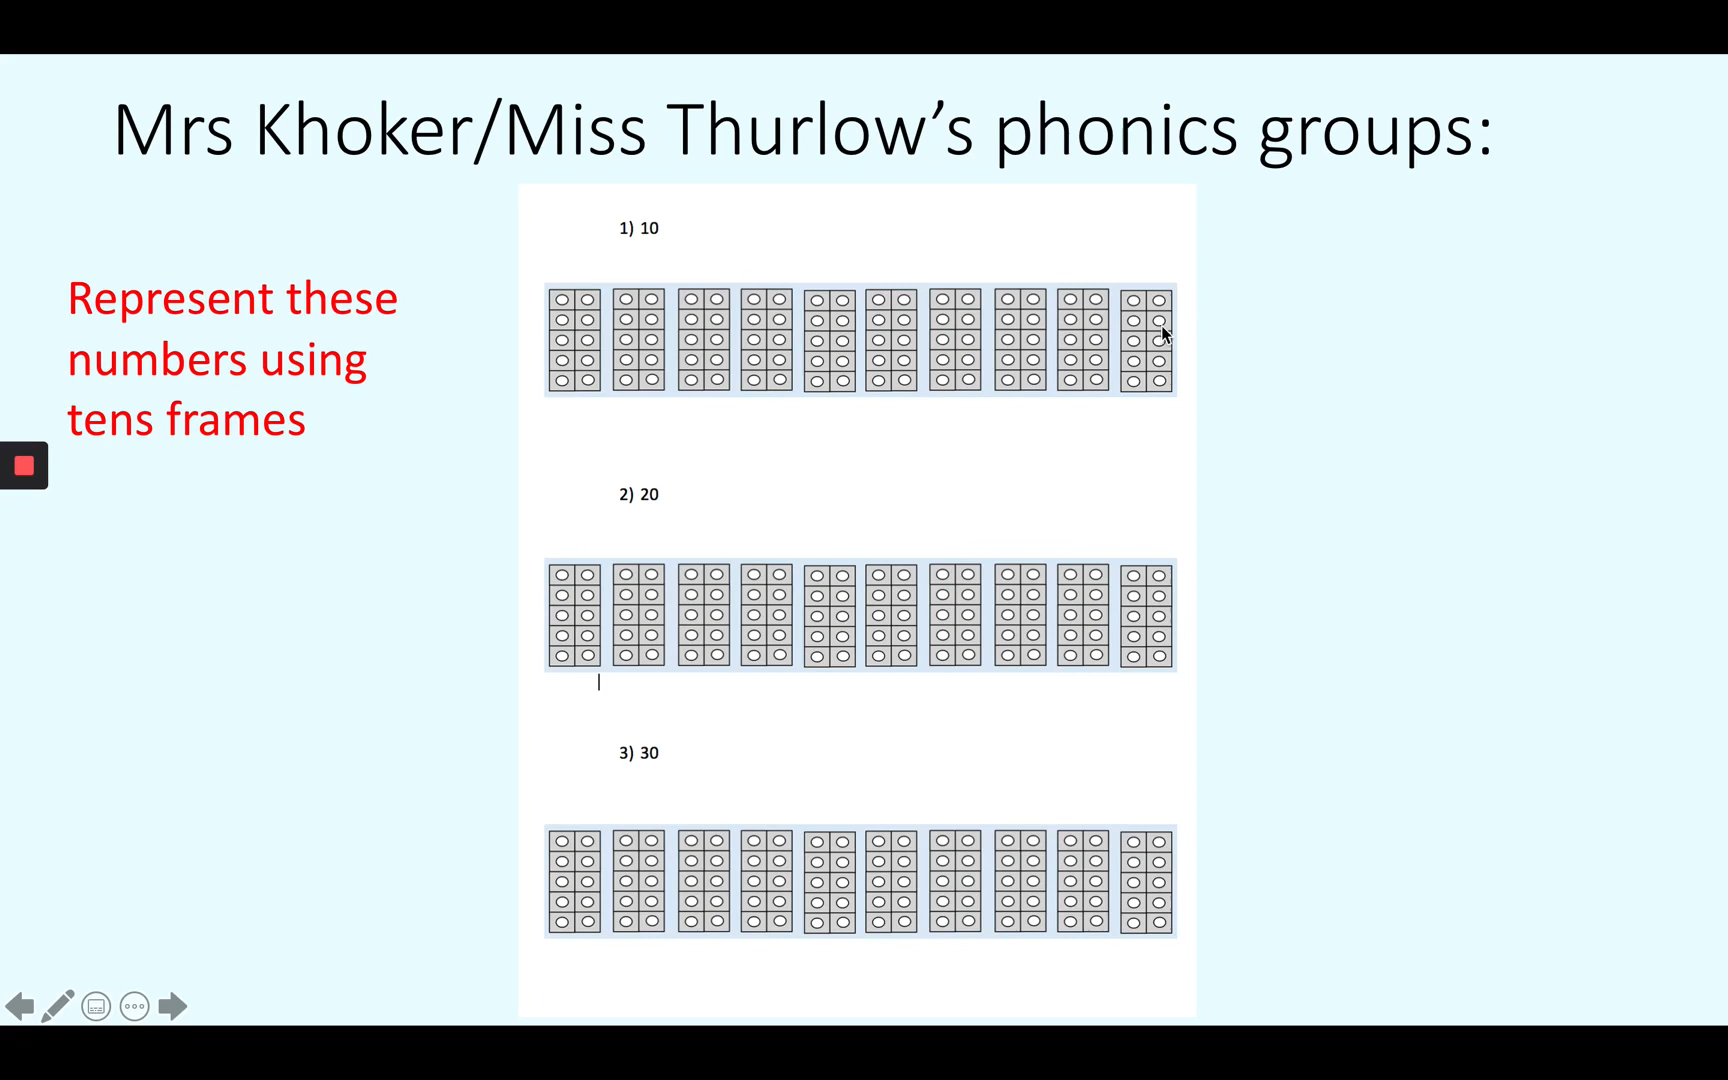 Mrs Khoker/Miss Thurlow’s phonics groups:
Represent these
numbers using
tens frames
1) 10
2) 20
3) 30